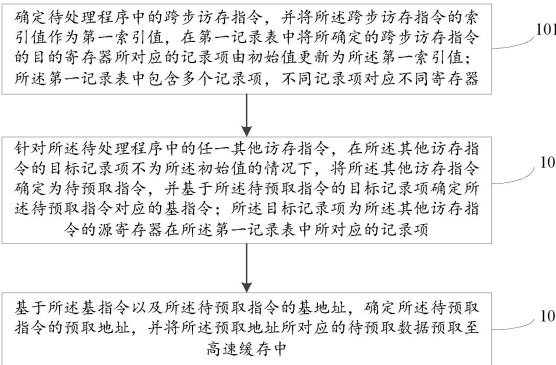 确定待处理程序中的跨步访存指令，并将所述跨步访存指令的索
引值作为第一索引值，在第一记录表中将所确定的跨步访存指令
的目的寄存器所对应的记录项由初始值更新为所述第一索引值；
所述第一记录表中包含多个记录项，不同记录项对应不同寄存器
101
针对所述待处理程序中的任一其他访存指令，在所述其他访存指
令的目标记录项不为所述初始值的情况下，将所述其他访存指令
确定为待预取指令，并基于所述待预取指令的目标记录项确定所
述待预取指令对应的基指令；所述目标记录项为所述其他访存指
令的源寄存器在所述第一记录表中所对应的记录项
10
基于所述基指令以及所述待预取指令的基地址，确定所述待预取
指令的预取地址，并将所述预取地址所对应的待预取数据预取至
高速缓存中
10